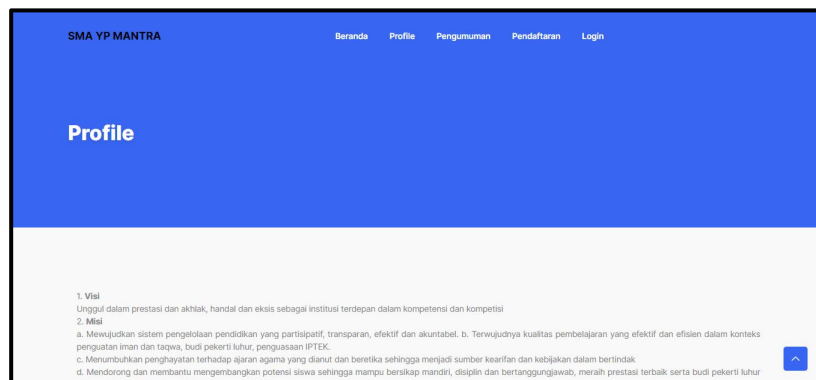 SMA YP MANTRA
Beranda Profile Pengumuman Pendaftaran Login
Profile
1. Visi
Unggul dalam prestasi dan akhlak, handal dan eksis sebagai institusi terdepan dalam kompetensi dan kompetisi
2. Misi
a. Mewujudkan sistem pengelolaan pendidikan yang partisipatif, transparan, efektif dan akuntabel. b. Terwujudnya kualitas pembelajaran yang efektif dan efisien dalam konteks
penguatan iman dan taqwa, budi pekerti luhur, penguasaan IPTEK.
c. Menumbuhkan penghayatan terhadap ajaran agama yang dianut dan beretika sehingga menjadi sumber kearifan dan kebijakan dalam bertindak
d. Mendorong dan membantu mengembangkan potensi siswa sehingga mampu bersikap mandiri, disiplin dan bertanggungjawab, meraih prestasi terbaik serta budi pekerti luhur